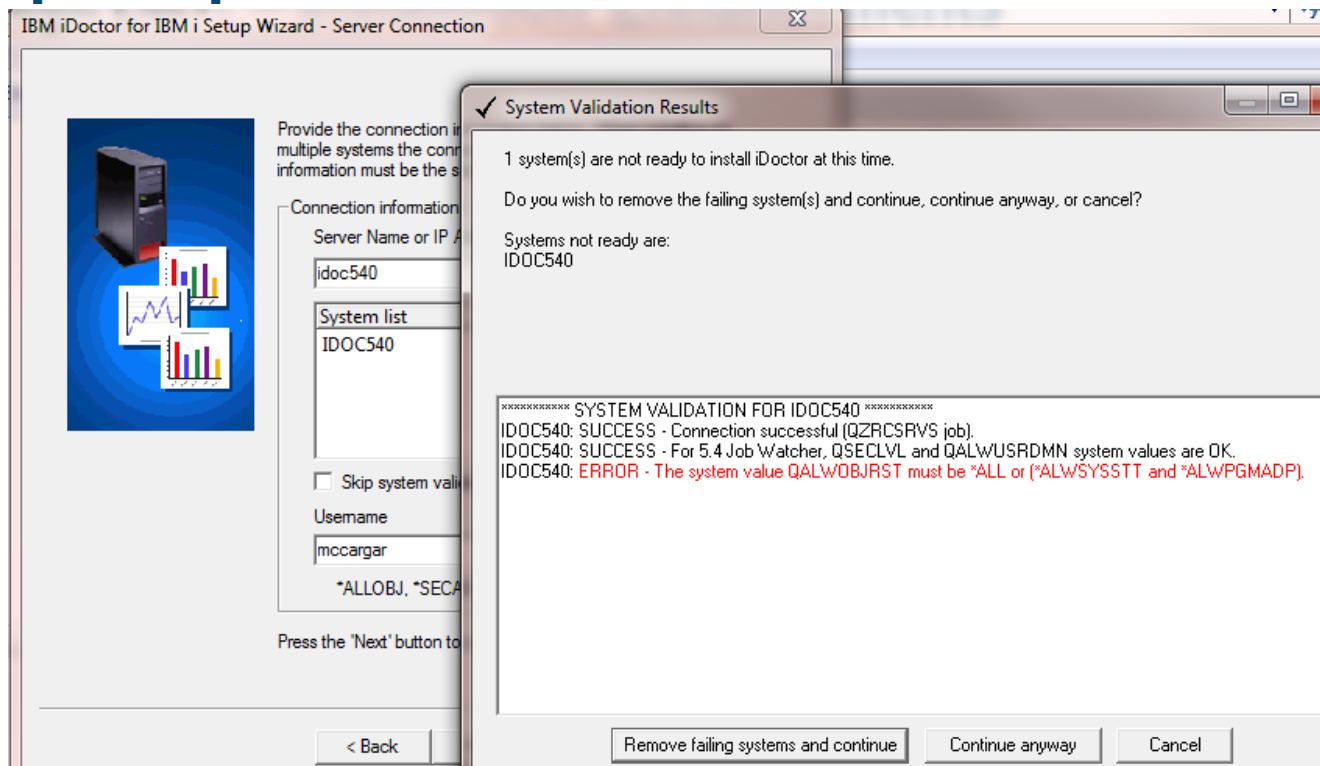 IBM iDoctor for IBM i Setup Wizard - Server Connection
Provide the connection
multiple systems the
information must be the
Connection information
Server Name or IP
idoc540
System list
IDOC540
Skip system
Username
mccargar
*ALLOBJ,
Press the 'Next' button to
< Back
System Validation Results
1 system(s) are not ready to install iDoctor at this time.
Do you wish to remove the failing system(s) and continue, continue anyway, or cancel?
Systems not ready are:
IDOC540
*********** SYSTEM VALIDATION FOR IDOC540 ***********
IDOC540: SUCCESS - Connection successful (QZRCSRVS job).
IDOC540: SUCCESS - For 5.4 Job Watcher, QSECLVL and QALWUSRDMN system values are OK.
IDOC540: ERROR - The system value QALWOBJRST must be *ALL or (*ALWSYSSTT and *ALWPGMADP).
Remove failing systems and continue
Continue anyway
Cancel